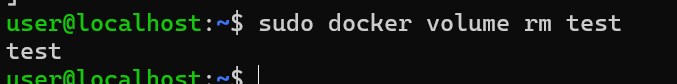 user@localhost:~$ sudo docker volume rm test
test
user@localhost:~$